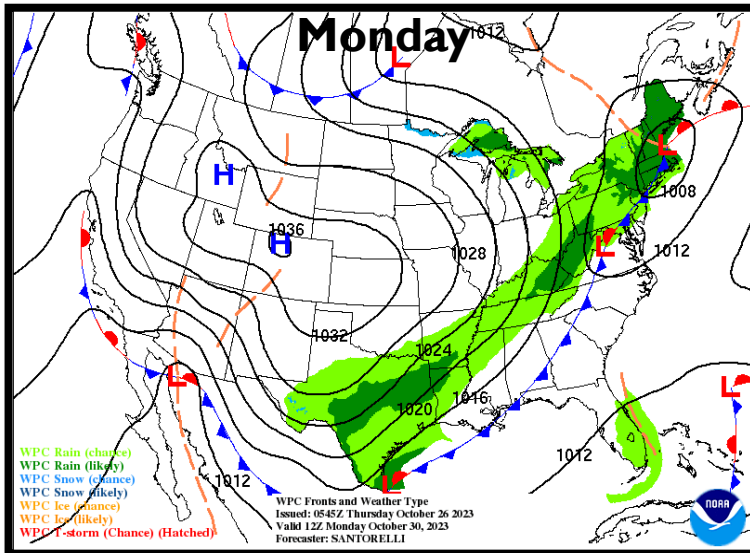 Monday
1012
L
L
H
1008
1036
H
L
1028
1012
1032
1024
L
L
1016
1020
1012
1012
L
WPC Rain (chance)
WPC Rain (likely)
WPC Snow (chance)
WPC Snow (likely)
WPC Ice (chance)
WPC Ice (likely)
WPC T-storm (Chance) (Hatched)
WPC Fronts and Weather Type
Issued: 0545Z Thursday October 26 2023
Valid 12Z Monday October 30, 2023
Forecaster: SANTORELLI
NOAA